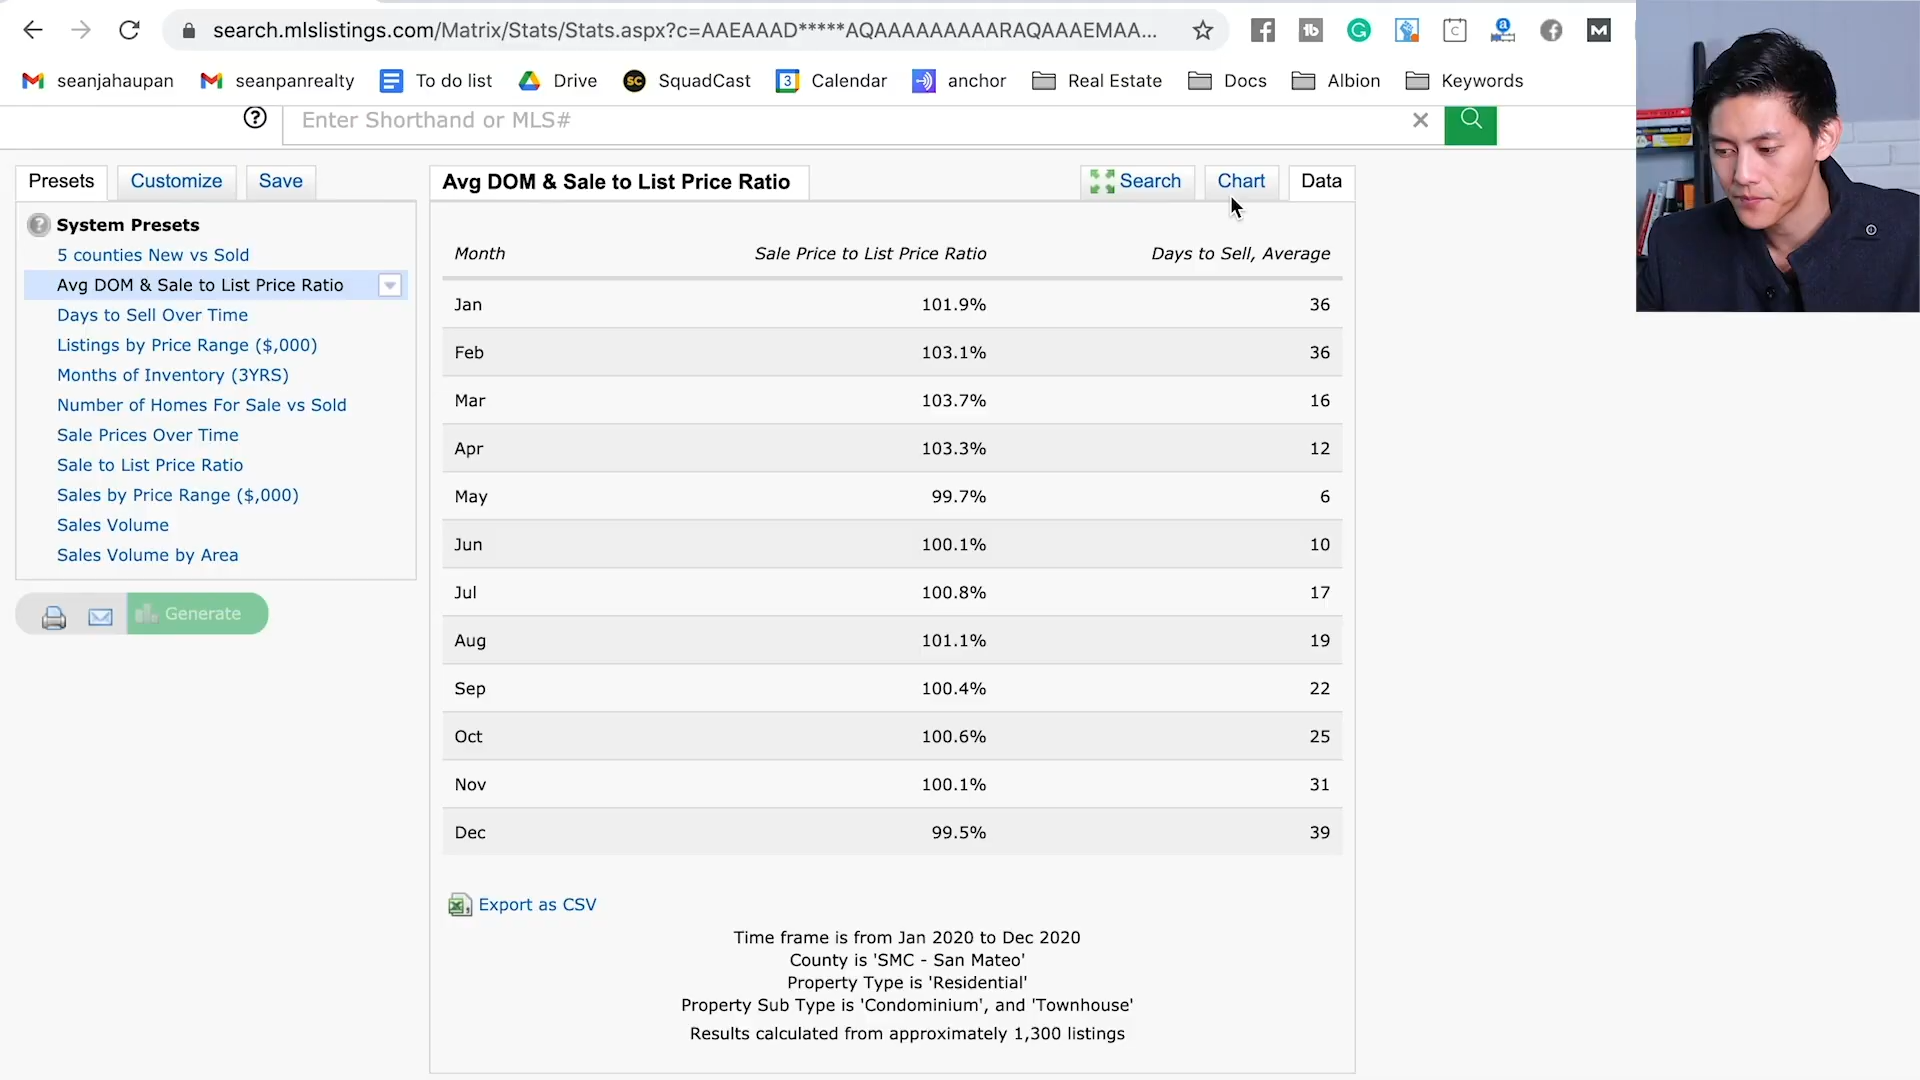 search.mlslistings.com/Matrix/Stats/Stats.aspx?c=AAEAAAD*****AQAAAAAAAAARAQAAAEMAA...
seanjahaupan seanpanrealty To do list Drive SC SquadCast 3 Calendar anchor Real Estate Docs Albion Keywords
Enter Shorthand or MLS#
Presets Customize Save
System Presets
5 counties New vs Sold
Avg DOM & Sale to List Price Ratio
Days to Sell Over Time
Listings by Price Range ($,000)
Months of Inventory (3YRS)
Number of Homes For Sale vs Sold
Sale Prices Over Time
Sale to List Price Ratio
Sales by Price Range ($,000)
Sales Volume
Sales Volume by Area
Generate
Avg DOM & Sale to List Price Ratio Search Chart Data
Month Sale Price to List Price Ratio Days to Sell, Average
Jan 101.9% 36
Feb 103.1% 36
Mar 103.7% 16
Apr 103.3% 12
May 99.7% 6
Jun 100.1% 10
Jul 100.8% 17
Aug 101.1% 19
Sep 100.4% 22
Oct 100.6% 25
Nov 100.1% 31
Dec 99.5% 39
Export as CSV
Time frame is from Jan 2020 to Dec 2020
County is 'SMC - San Mateo'
Property Type is 'Residential'
Property Sub Type is 'Condominium', and 'Townhouse'
Results calculated from approximately 1,300 listings